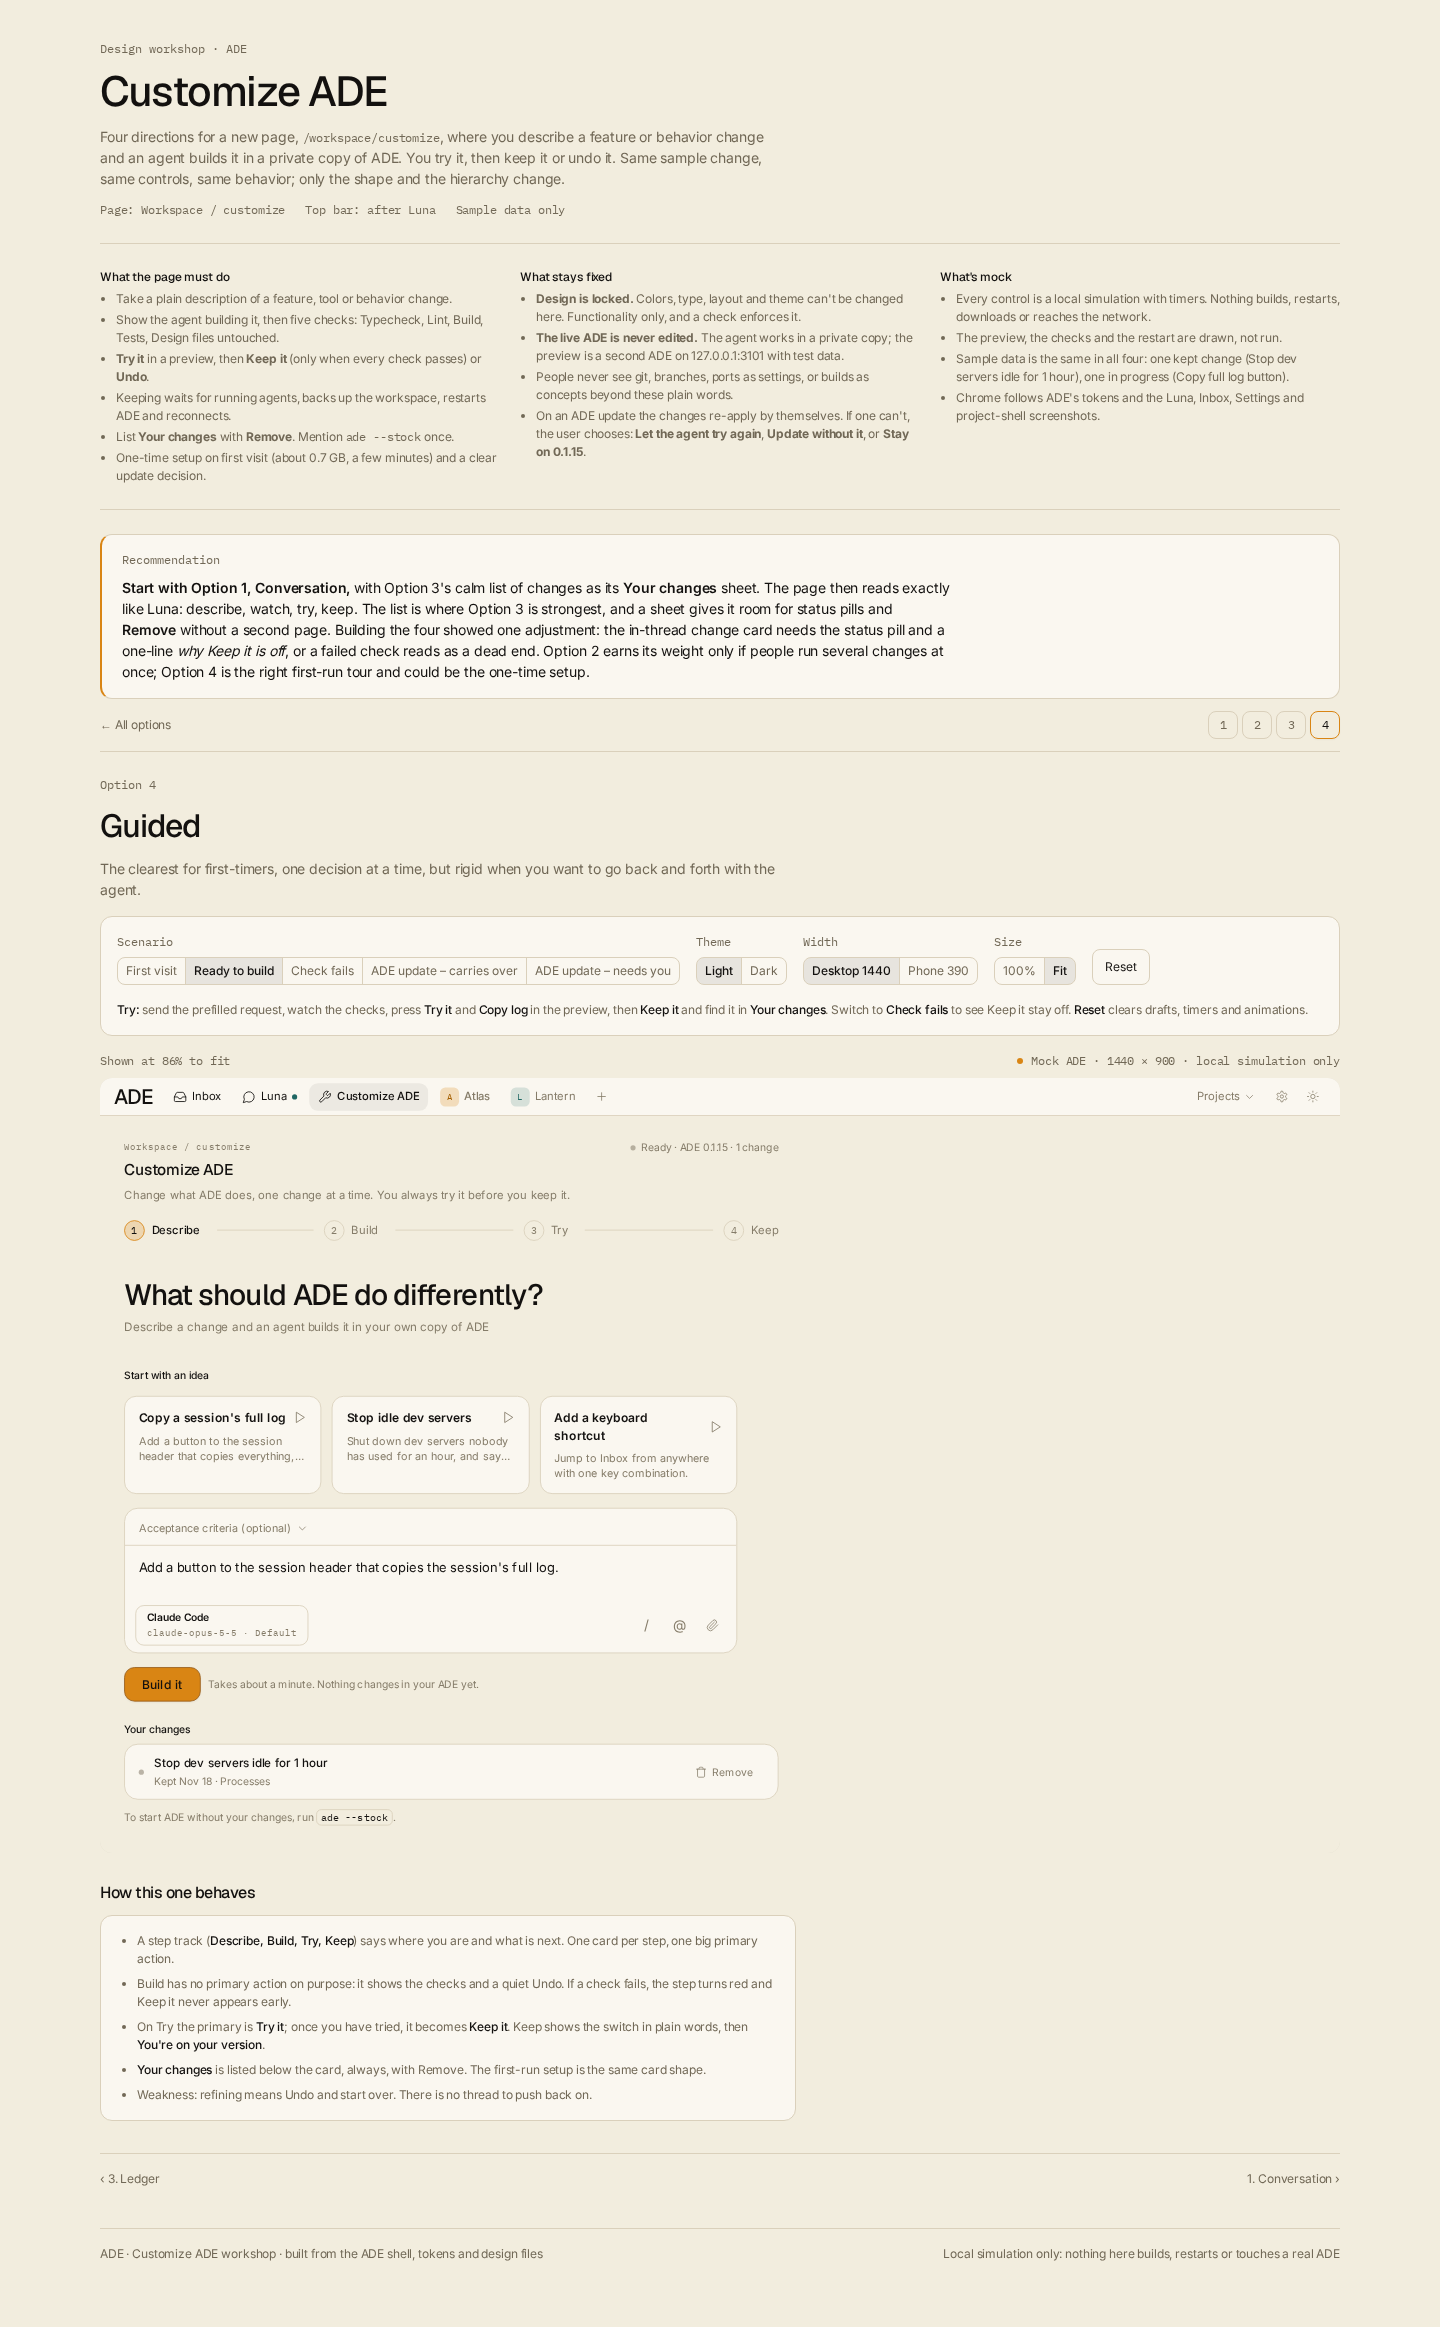 Design workshop · ADE
Customize ADE
Four directions for a new page, /workspace/customize, where you describe a feature or behavior change
and an agent builds it in a private copy of ADE. You try it, then keep it or undo it. Same sample change,
same controls, same behavior; only the shape and the hierarchy change.
Page: Workspace / customize Top bar: after Luna Sample data only
What the page must do
• Take a plain description of a feature, tool or behavior change.
• Show the agent building it, then five checks: Typecheck, Lint, Build,
Tests, Design files untouched.
• Try it in a preview, then Keep it (only when every check passes) or
Undo.
• Keeping waits for running agents, backs up the workspace, restarts
ADE and reconnects.
• List Your changes with Remove. Mention ade --stock once.
• One-time setup on first visit (about 0.7 GB, a few minutes) and a clear
update decision.
What stays fixed
• Design is locked. Colors, type, layout and theme can't be changed
here. Functionality only, and a check enforces it.
• The live ADE is never edited. The agent works in a private copy; the
preview is a second ADE on 127.0.0.1:3101 with test data.
• People never see git, branches, ports as settings, or builds as
concepts beyond these plain words.
• On an ADE update the changes re-apply by themselves. If one can't,
the user chooses: Let the agent try again, Update without it, or Stay
on 0.1.15.
What's mock
• Every control is a local simulation with timers. Nothing builds, restarts,
downloads or reaches the network.
• The preview, the checks and the restart are drawn, not run.
• Sample data is the same in all four: one kept change (Stop dev
servers idle for 1 hour), one in progress (Copy full log button).
• Chrome follows ADE's tokens and the Luna, Inbox, Settings and
project-shell screenshots.
Recommendation
Start with Option 1, Conversation, with Option 3's calm list of changes as its Your changes sheet. The page then reads exactly
like Luna: describe, watch, try, keep. The list is where Option 3 is strongest, and a sheet gives it room for status pills and
Remove without a second page. Building the four showed one adjustment: the in-thread change card needs the status pill and a
one-line why Keep it is off, or a failed check reads as a dead end. Option 2 earns its weight only if people run several changes at
once; Option 4 is the right first-run tour and could be the one-time setup.
← All options 1 2 3 4
Option 4
Guided
The clearest for first-timers, one decision at a time, but rigid when you want to go back and forth with the
agent.
Scenario Theme Width Size
First visit Ready to build Check fails ADE update – carries over ADE update – needs you Light Dark Desktop 1440 Phone 390 100% Fit Reset
Try: send the prefilled request, watch the checks, press Try it and Copy log in the preview, then Keep it and find it in Your changes. Switch to Check fails to see Keep it stay off. Reset clears drafts, timers and animations.
Shown at 86% to fit Mock ADE · 1440 × 900 · local simulation only
ADE Inbox Luna Customize ADE A Atlas L Lantern + Projects
Workspace / customize Ready · ADE 0.1.15 · 1 change
Customize ADE
Change what ADE does, one change at a time. You always try it before you keep it.
1 Describe 2 Build 3 Try 4 Keep
What should ADE do differently?
Describe a change and an agent builds it in your own copy of ADE
Start with an idea
Copy a session's full log
Add a button to the session
header that copies everything,…
Stop idle dev servers
Shut down dev servers nobody
has used for an hour, and say…
Add a keyboard
shortcut
Jump to Inbox from anywhere
with one key combination.
Acceptance criteria (optional)
Add a button to the session header that copies the session's full log.
Claude Code
claude-opus-5-5 · Default
/ @
Build it Takes about a minute. Nothing changes in your ADE yet.
Your changes
Stop dev servers idle for 1 hour
Kept Nov 18 · Processes
Remove
To start ADE without your changes, run ade --stock.
How this one behaves
• A step track (Describe, Build, Try, Keep) says where you are and what is next. One card per step, one big primary
action.
• Build has no primary action on purpose: it shows the checks and a quiet Undo. If a check fails, the step turns red and
Keep it never appears early.
• On Try the primary is Try it; once you have tried, it becomes Keep it. Keep shows the switch in plain words, then
You're on your version.
• Your changes is listed below the card, always, with Remove. The first-run setup is the same card shape.
• Weakness: refining means Undo and start over. There is no thread to push back on.
‹ 3. Ledger 1. Conversation ›
ADE · Customize ADE workshop · built from the ADE shell, tokens and design files Local simulation only: nothing here builds, restarts or touches a real ADE